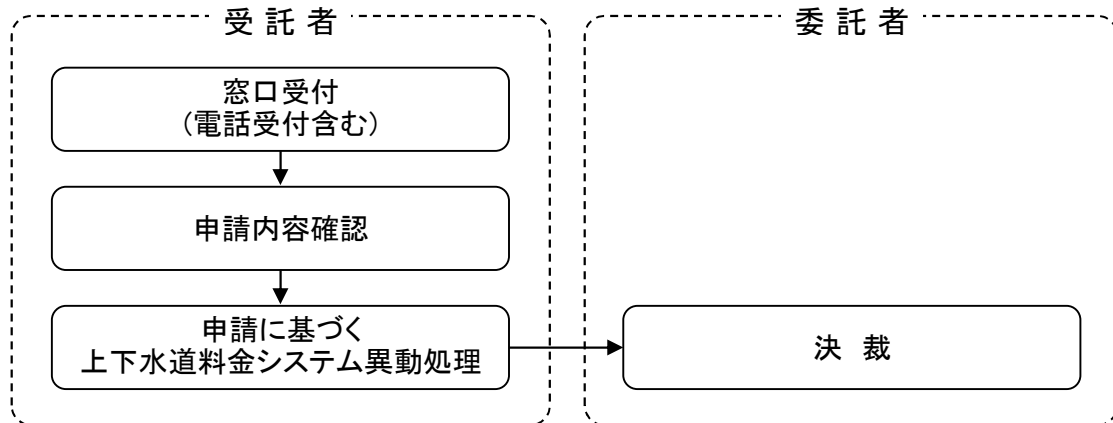 受託者
委託者
窓口受付
(電話受付含む)
申請内容確認
申請に基づく
上下水道料金システム異動処理
決 裁